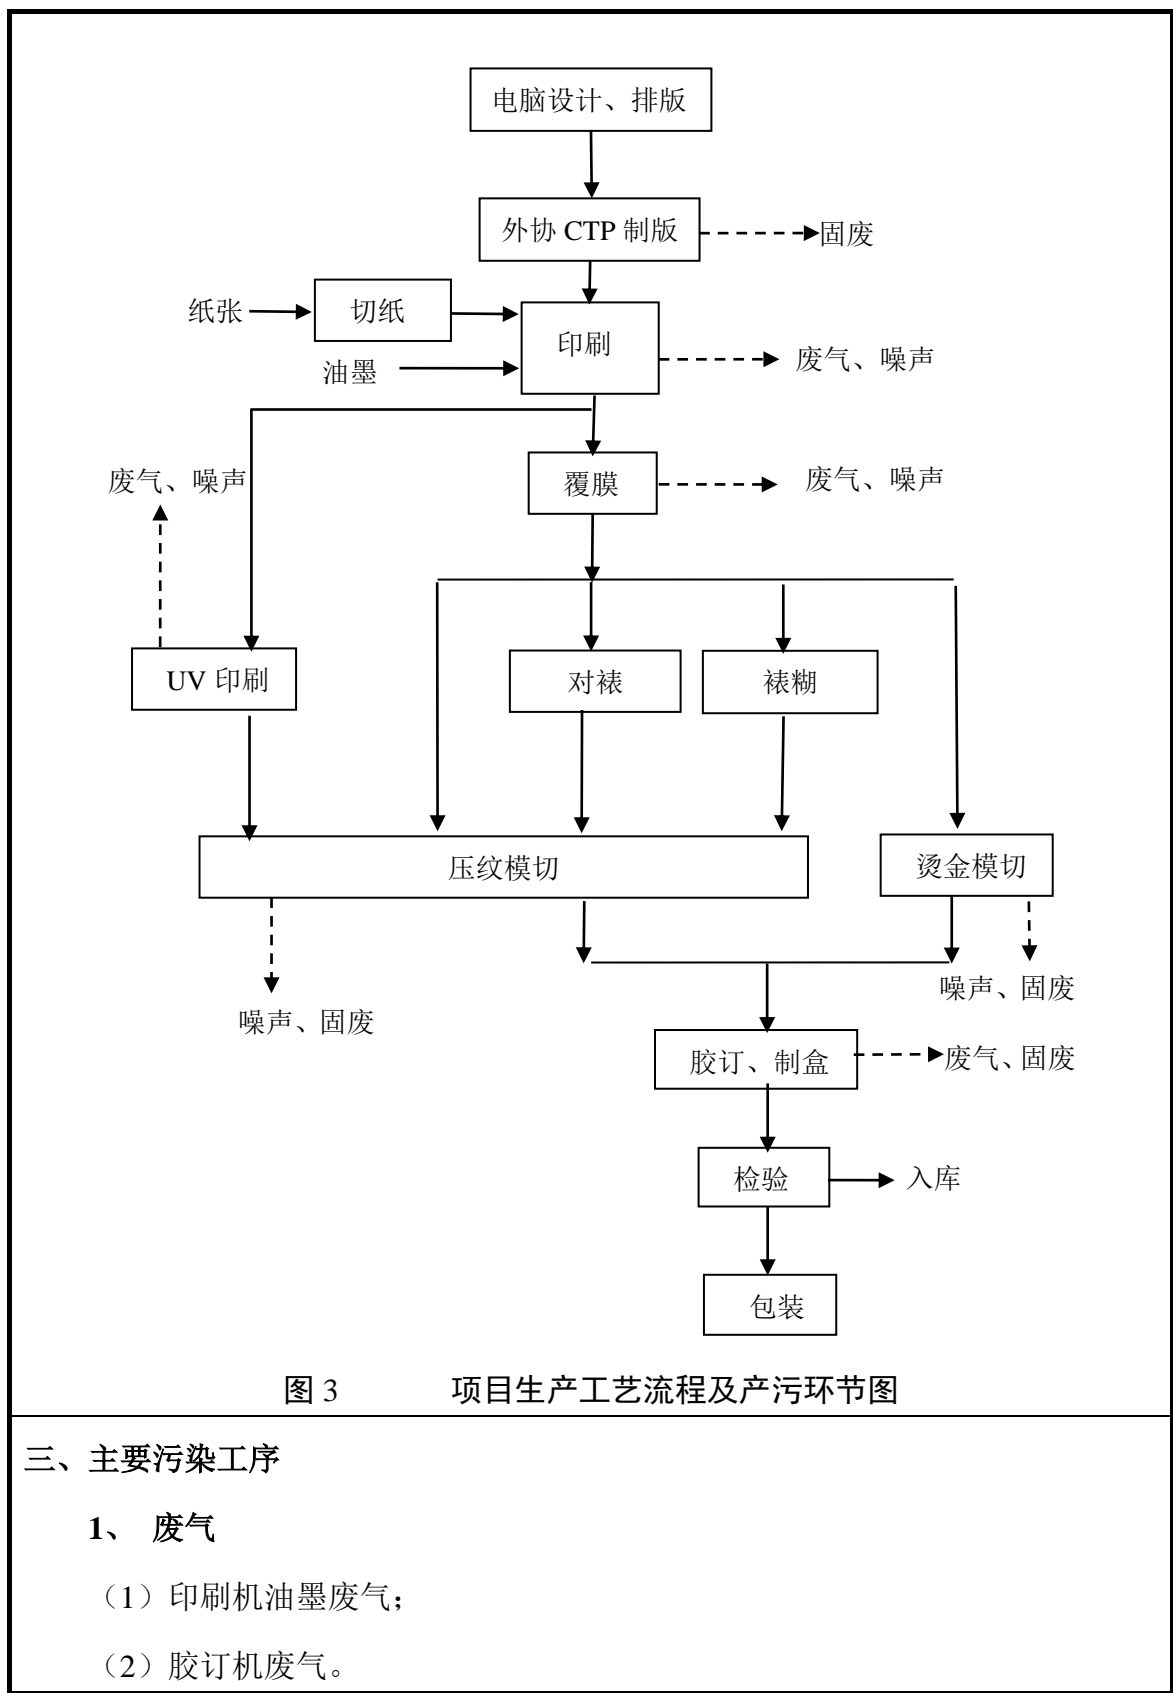 电脑设计、排版
外协 CTP 制版
固废
纸张
切纸
印刷
油墨
废气、噪声
废气、噪声
覆膜
废气、噪声
UV 印刷
对裱
裱糊
压纹模切
烫金模切
噪声、固废
噪声、固废
胶订、制盒
废气、固废
检验
入库
包装
图 3 项目生产工艺流程及产污环节图
三、主要污染工序
1、 废气
（1）印刷机油墨废气；
（2）胶订机废气。